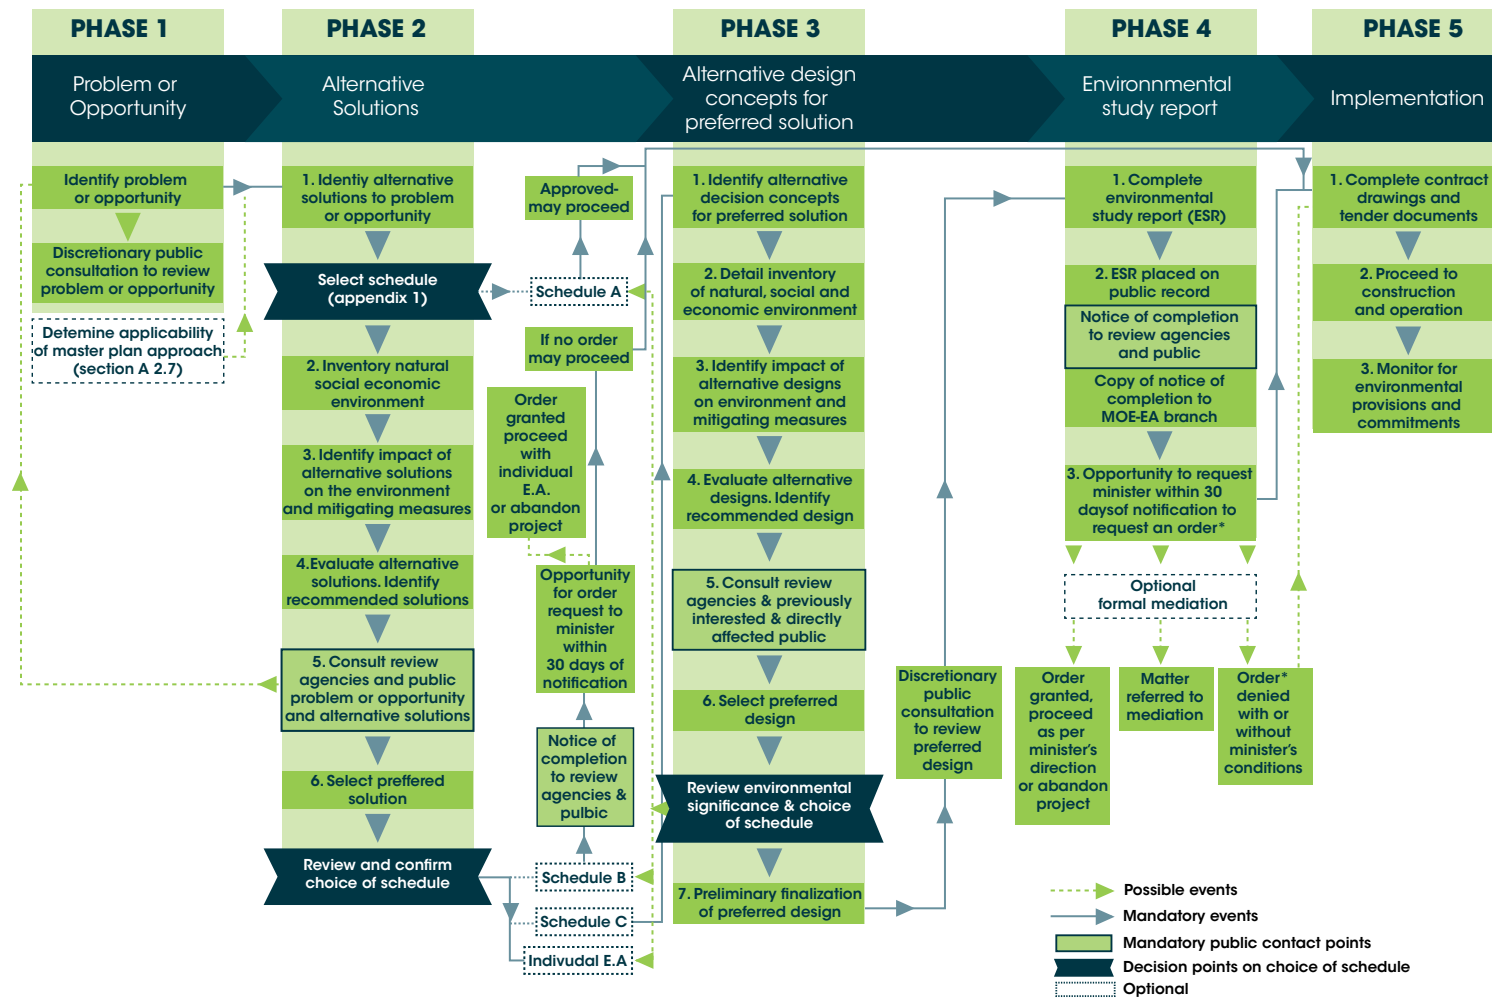 PHASE 1
PHASE 2
PHASE 3
PHASE 4
PHASE 5
Problem or
Opportunity
Alternative
Solutions
Alternative design
concepts for
preferred solution
Environnmental
study report
Implementation
Identify problem
or opportunity
Discretionary public
consultation to review
problem or opportunity
Detemine applicability
of master plan approach
(section A 2.7)
1. Identiy alternative
solutions to problem
or opportunity
Select schedule
(appendix 1)
2. Inventory natural
social economic
environment
3. Identify impact of
alternative solutions
on the environment
and mitigating measures
4.Evaluate alternative
solutions. Identify
recommended solutions
5. Consult review
agencies and public
problem or opportunity
and alternative solutions
6. Select preffered
solution
Review and confirm
choice of schedule
Approved-
may proceed
Schedule A
If no order
may proceed
Order
granted
proceed
with
individual
E.A.
or abandon
project
Opportunity
for order
request to
minister
within
30 days of
notification
Notice of
completion
to review
agencies &
pulbic
Schedule B
Schedule C
Indivudal E.A
1. Identify alternative
decision concepts
for preferred solution
2. Detail inventory
of natural, social and
economic environment
3. Identify impact of
alternative designs
on environment and
mitigating measures
4. Evaluate alternative
designs. Identify
recommended design
5. Consult review
agencies & previously
interested & directly
affected public
6. Select preferred
design
Review environmental
significance & choice
of schedule
7. Preliminary finalization
of preferred design
Discretionary
public
consultation
to review
preferred
design
1. Complete
environmental
study report (ESR)
2. ESR placed on
public record
Notice of completion
to review agencies
and public
Copy of notice of
completion to
MOE-EA branch
3. Opportunity to request
minister within 30
daysof notification to
request an order*
Optional
formal mediation
Order
granted,
proceed
as per
minister's
direction
or abandon
project
Matter
referred to
mediation
Order*
denied
with or
without
minister's
conditions
1. Complete contract
drawings and
tender documents
2. Proceed to
construction
and operation
3. Monitor for
environmental
provisions and
commitments
Possible events
Mandatory events
Mandatory public contact points
Decision points on choice of schedule
Optional